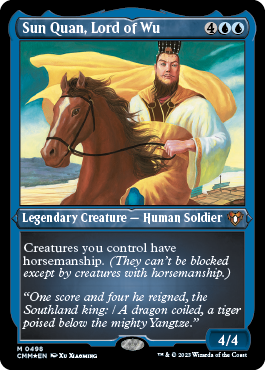 Sun Quan, Lord of Wu 4
Legendary Creature — Human Soldier
Creatures you control have
horsemanship. (They can't be blocked
except by creatures with horsemanship.)
“One score and four he reigned, the
Southland king: / A dragon coiled, a tiger
poised below the mighty Yangtze.”
4/4
M 0498
CMM★EN Xu Xiaoming
™ & © 2023 Wizards of the Coast